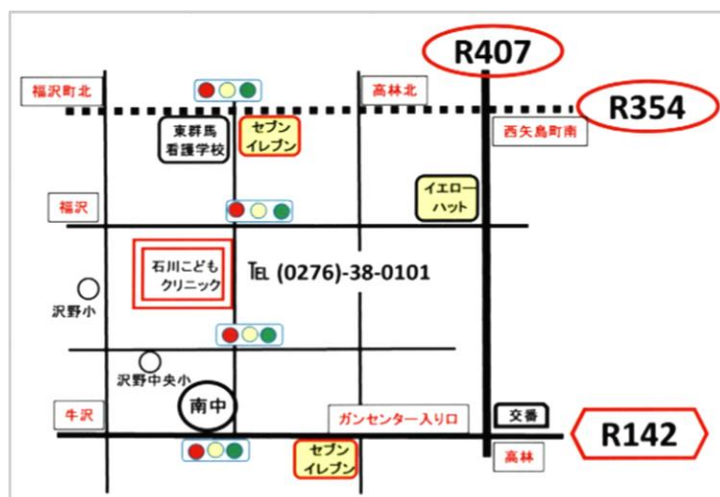 R407
福沢町北
高林北
R354
東群馬
看護学校
セブン
イレブン
西矢島町南
イエロー
ハット
福沢
石川こども
クリニック
℡ (0276)-38-0101
沢野小
沢野中央小
南中
牛沢
ガンセンター入り口
交番
R142
セブン
イレブン
高林